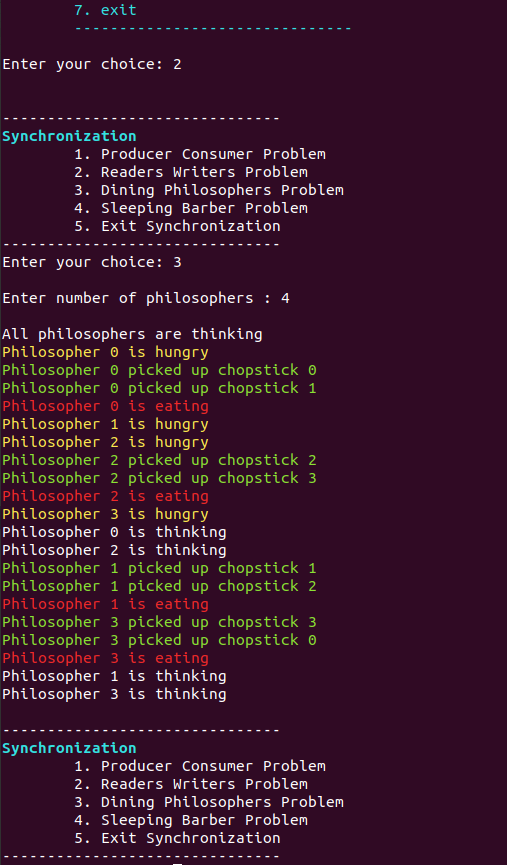 7. exit
-------------------------------
Enter your choice: 2
-------------------------------
Synchronization
1. Producer Consumer Problem
2. Readers Writers Problem
3. Dining Philosophers Problem
4. Sleeping Barber Problem
5. Exit Synchronization
-------------------------------
Enter your choice: 3
Enter number of philosophers : 4
All philosophers are thinking
Philosopher 0 is hungry
Philosopher 0 picked up chopstick 0
Philosopher 0 picked up chopstick 1
Philosopher 0 is eating
Philosopher 1 is hungry
Philosopher 2 is hungry
Philosopher 2 picked up chopstick 2
Philosopher 2 picked up chopstick 3
Philosopher 2 is eating
Philosopher 3 is hungry
Philosopher 0 is thinking
Philosopher 2 is thinking
Philosopher 1 picked up chopstick 1
Philosopher 1 picked up chopstick 2
Philosopher 1 is eating
Philosopher 3 picked up chopstick 3
Philosopher 3 picked up chopstick 0
Philosopher 3 is eating
Philosopher 1 is thinking
Philosopher 3 is thinking
-------------------------------
Synchronization
1. Producer Consumer Problem
2. Readers Writers Problem
3. Dining Philosophers Problem
4. Sleeping Barber Problem
5. Exit Synchronization
-------------------------------